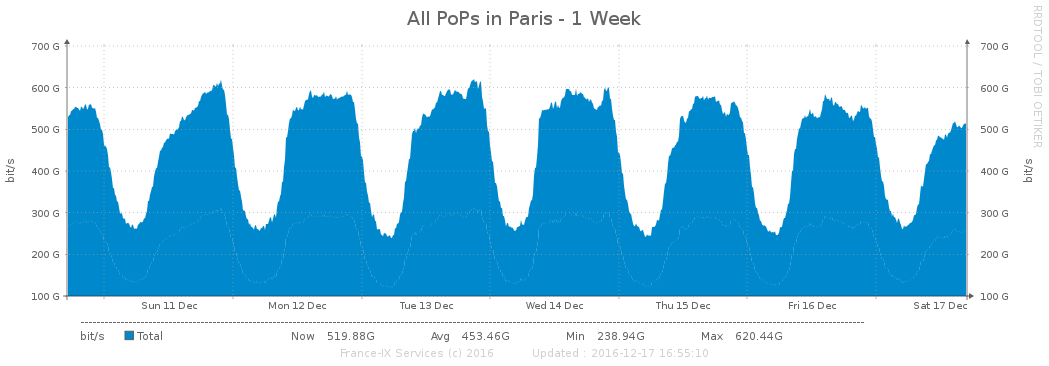 All PoPs in Paris - 1 Week
RRDTOOL / TOBI OETIKER
700 G 700 G
600 G 600 G
500 G 500 G
400 G 400 G
300 G 300 G
200 G 200 G
100 G 100 G
bit/s bit/s
Sun 11 Dec Mon 12 Dec Tue 13 Dec Wed 14 Dec Thu 15 Dec Fri 16 Dec Sat 17 Dec
bit/s Total Now 519.88G Avg 453.46G Min 238.94G Max 620.44G
France-IX Services (c) 2016 Updated : 2016-12-17 16:55:10